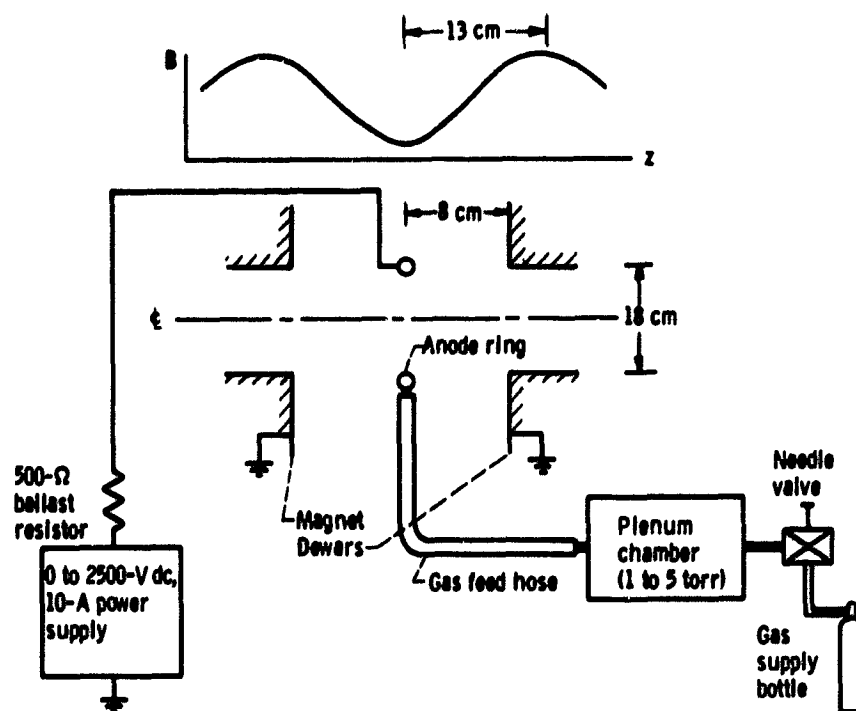 13 cm
B
z
8 cm
℄
18 cm
Anode ring
500-Ω
ballast
resistor
Magnet
Dewars
Gas feed hose
Plenum
chamber
(1 to 5 torr)
Needle
valve
0 to 2500-V dc,
10-A power
supply
Gas
supply
bottle